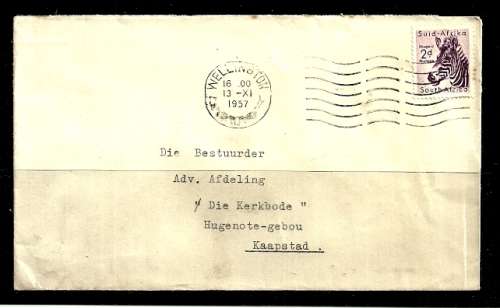 Suid-Afrika
2d
South Africa
WELLINGTON
16 00
13 -XI
1957
Die Bestuurder
Adv. Afdeling
" Die Kerkbode "
Hugenote-gebou
Kaapstad .